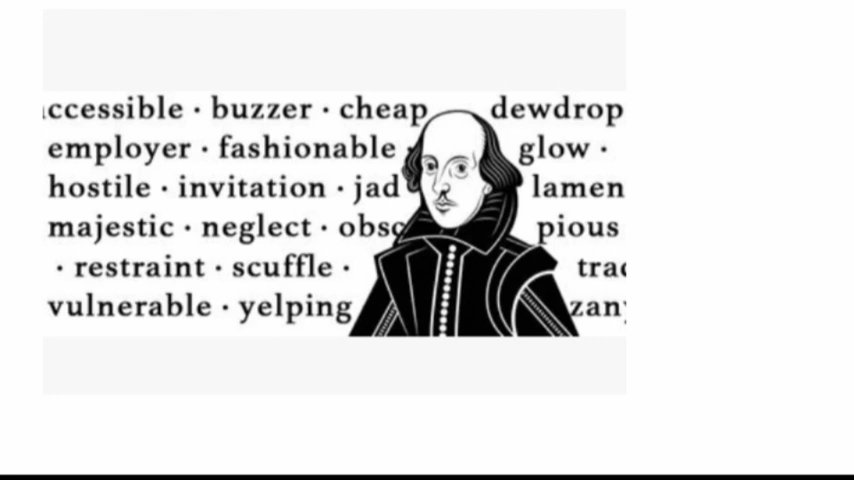 ccessible · buzzer · cheap dewdrop
employer · fashionable · glow ·
hostile · invitation · jad lamen
majestic · neglect · obsc pious
· restraint · scuffle · trac
vulnerable · yelping zany